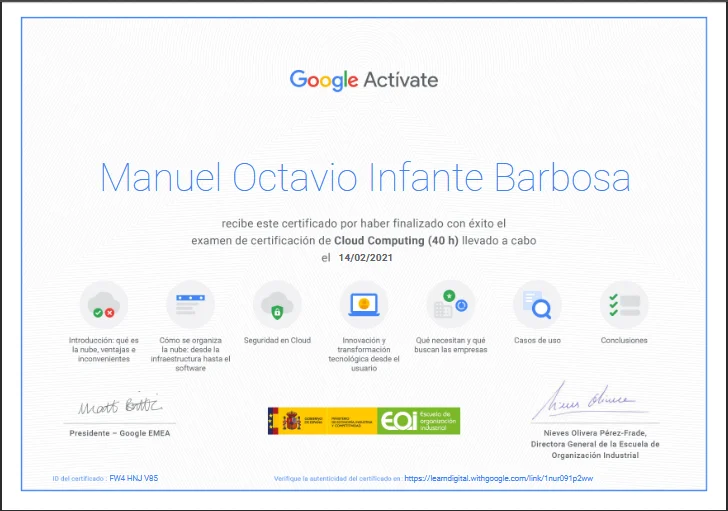 Google Actívate
Manuel Octavio Infante Barbosa
recibe este certificado por haber finalizado con éxito el
examen de certificación de Cloud Computing (40 h) llevado a cabo
el 14/02/2021
Introducción: qué es
la nube, ventajas e
inconvenientes
Cómo se organiza
la nube: desde la
infraestructura hasta el
software
Seguridad en Cloud
Innovación y
transformación
tecnológica desde el
usuario
Qué necesitan y qué
buscan las empresas
Casos de uso
Conclusiones
Presidente – Google EMEA
GOBIERNO
DE ESPAÑA
MINISTERIO
DE INDUSTRIA, COMERCIO
Y TURISMO
EOI
Escuela de
organización
industrial
Nieves Olivera Pérez-Frade,
Directora General de la Escuela de
Organización Industrial
ID del certificado : FW4 HNJ V85
Verifique la autenticidad del certificado en : https://learndigital.withgoogle.com/link/1nur091p2ww